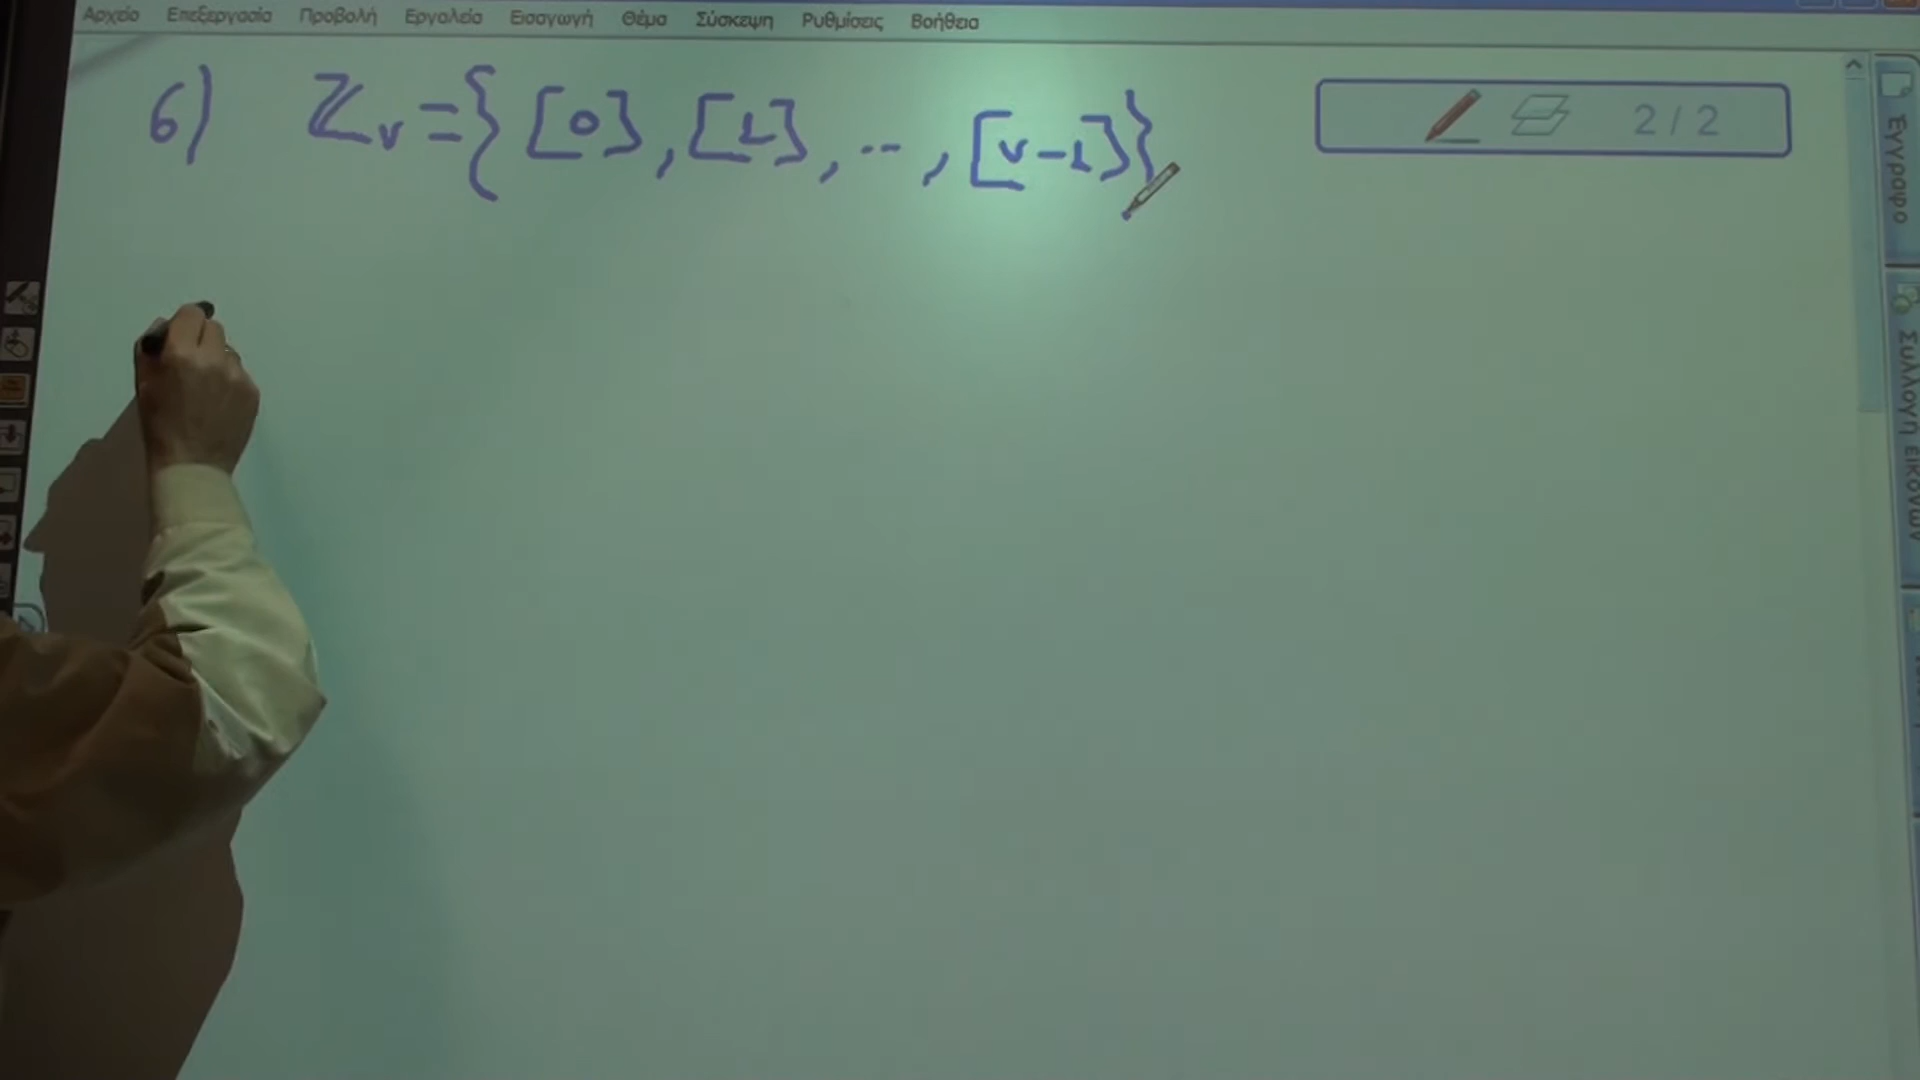 Αρχείο Επεξεργασία Προβολή Εργαλεία Εισαγωγή Θέμα Σύσκεψη Ρυθμίσεις Βοήθεια
6) ℤν = { [0], [1], .., [ν-1] }
2 / 2
Έγγραφο
Συλλογή εικόνων